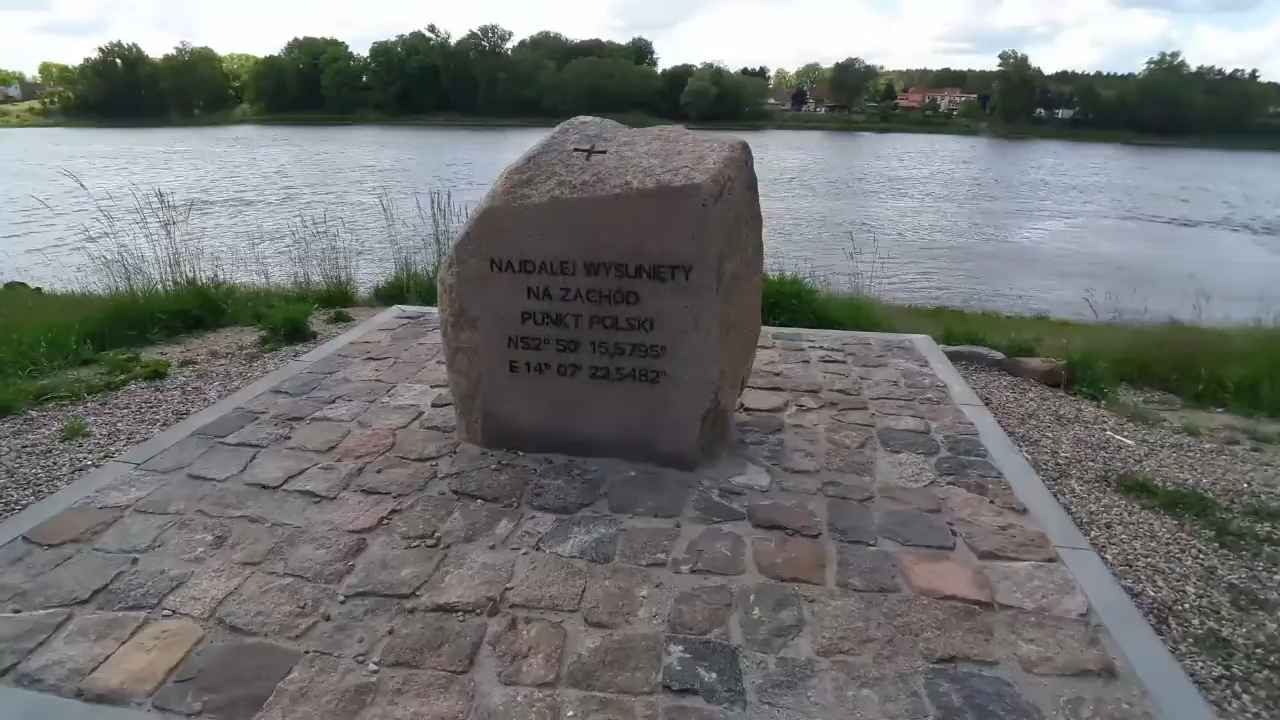 NAJDALEJ WYSUNIĘTY
NA ZACHÓD
PUNKT POLSKI
N52° 50' 15,5795"
E 14° 07' 22,5482"